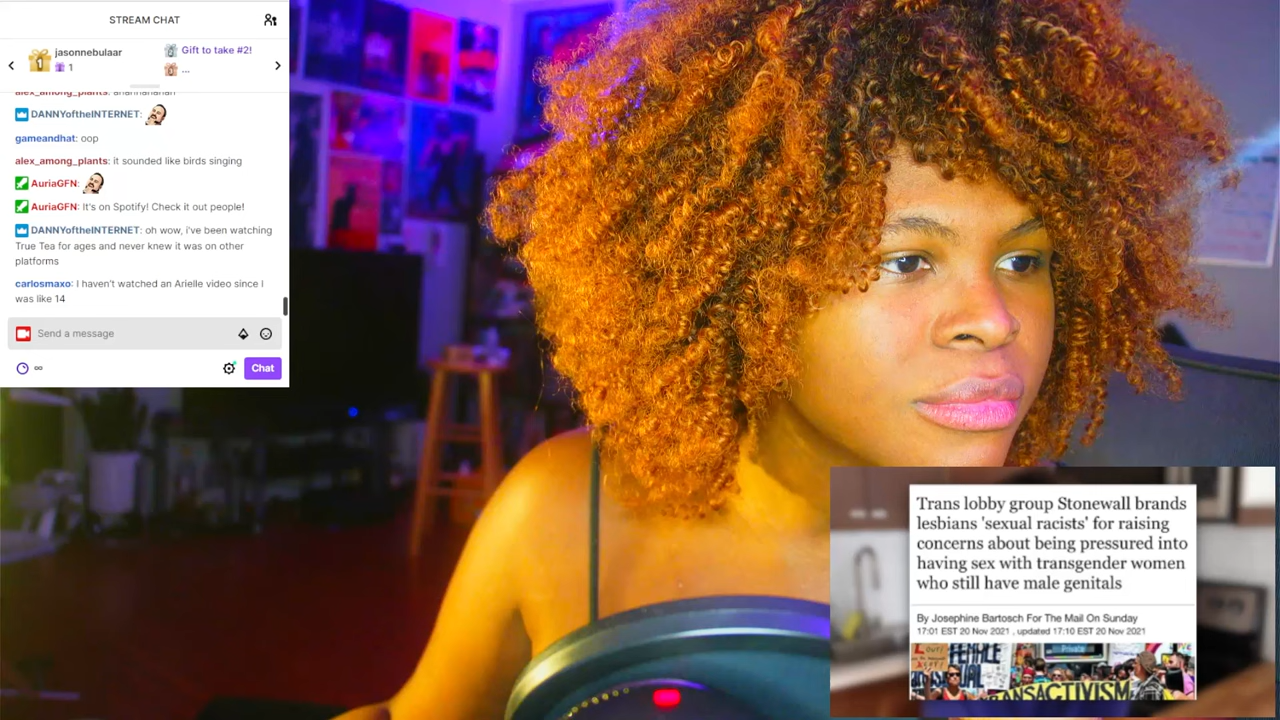 STREAM CHAT
jasonnebulaar
1
Gift to take #2!
...
alex_among_plants: ahahhahahah
DANNYoftheINTERNET:
gameandhat: oop
alex_among_plants: it sounded like birds singing
AuriaGFN:
AuriaGFN: It's on Spotify! Check it out people!
DANNYoftheINTERNET: oh wow, i've been watching
True Tea for ages and never knew it was on other
platforms
carlosmaxo: I haven't watched an Arielle video since I
was like 14
Send a message
∞
Chat
Trans lobby group Stonewall brands
lesbians 'sexual racists' for raising
concerns about being pressured into
having sex with transgender women
who still have male genitals
By Josephine Bartosch For The Mail On Sunday
17:01 EST 20 Nov 2021 , updated 17:10 EST 20 Nov 2021